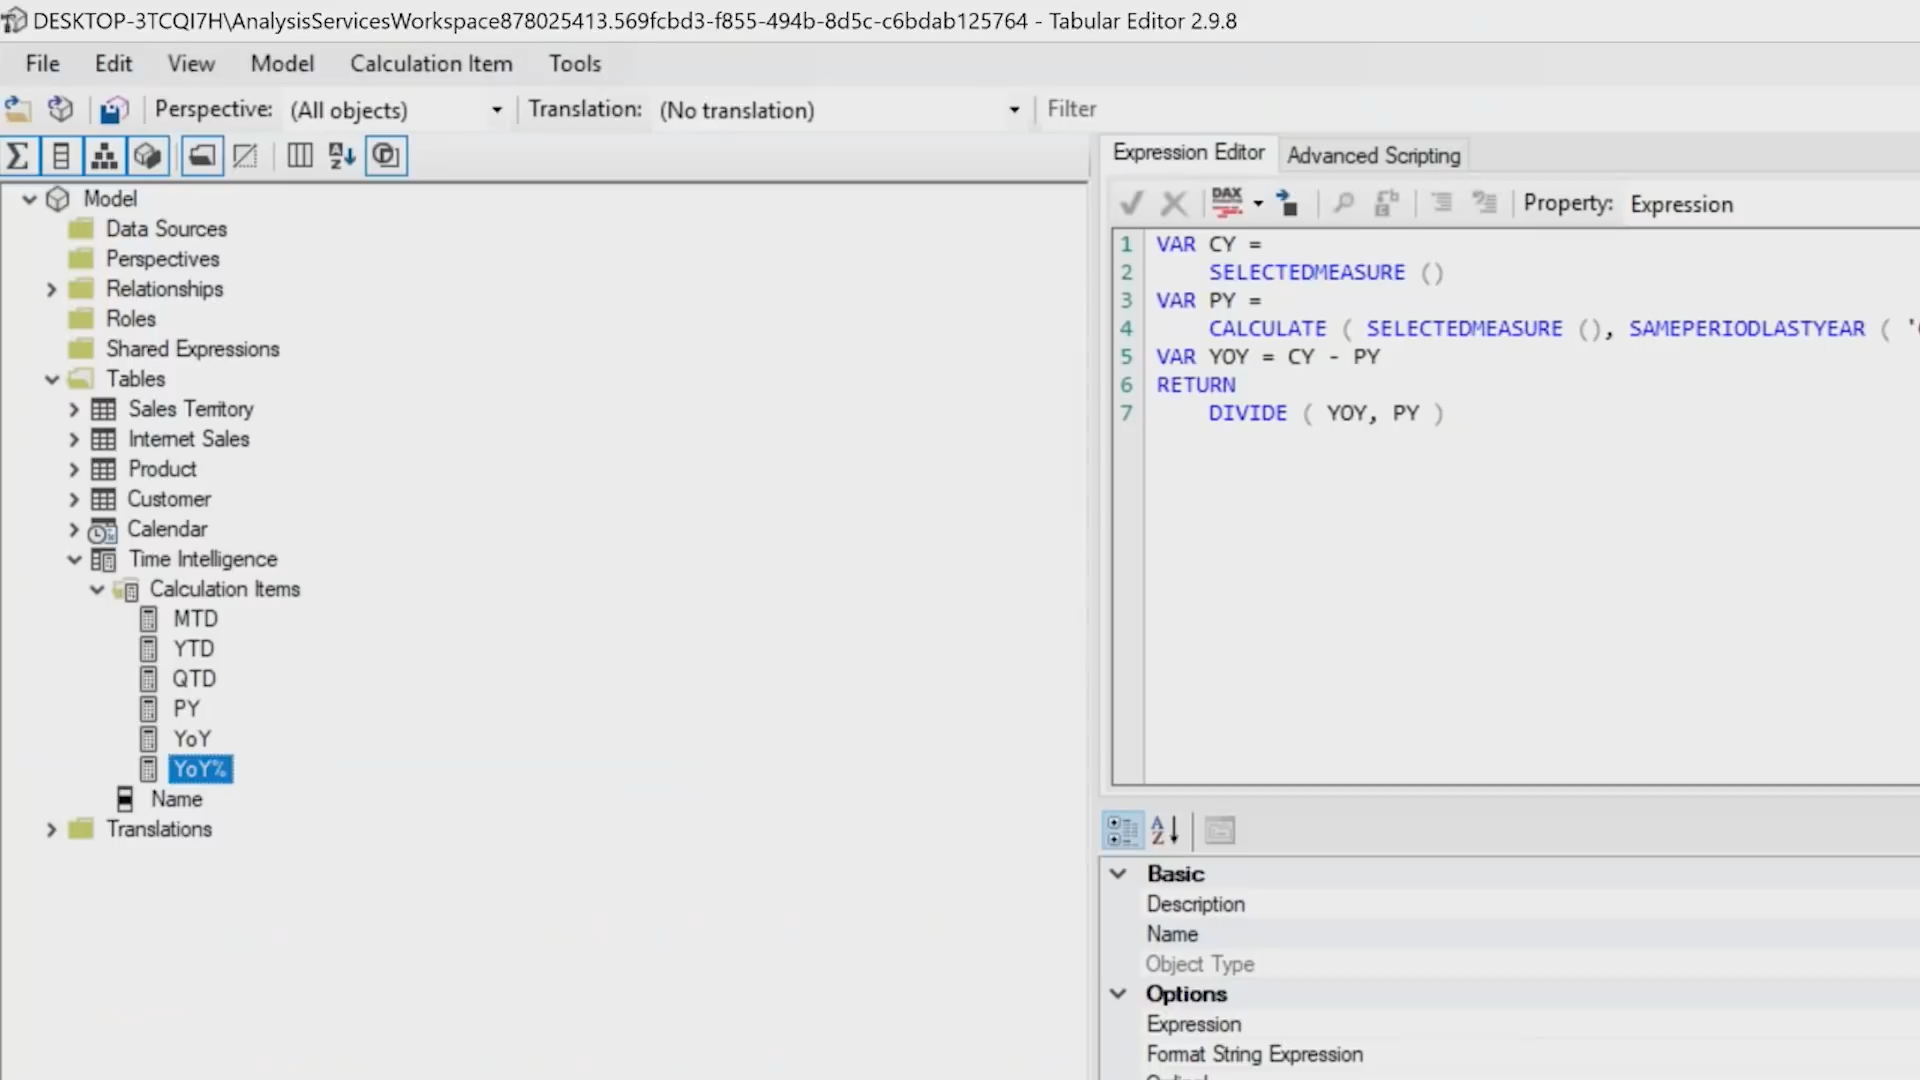 DESKTOP-3TCQI7H\AnalysisServicesWorkspace878025413.569fcbd3-f855-494b-8d5c-c6bdab125764 - Tabular Editor 2.9.8
File Edit View Model Calculation Item Tools
Perspective: (All objects) Translation: (No translation) Filter
Expression Editor Advanced Scripting
DAX Property: Expression
Model
Data Sources
Perspectives
Relationships
Roles
Shared Expressions
Tables
Sales Territory
Internet Sales
Product
Customer
Calendar
Time Intelligence
Calculation Items
MTD
YTD
QTD
PY
YoY
YoY%
Name
Translations
1 VAR CY =
2 SELECTEDMEASURE ()
3 VAR PY =
4 CALCULATE ( SELECTEDMEASURE (), SAMEPERIODLASTYEAR ( '
5 VAR YOY = CY - PY
6 RETURN
7 DIVIDE ( YOY, PY )
Basic
Description
Name
Object Type
Options
Expression
Format String Expression